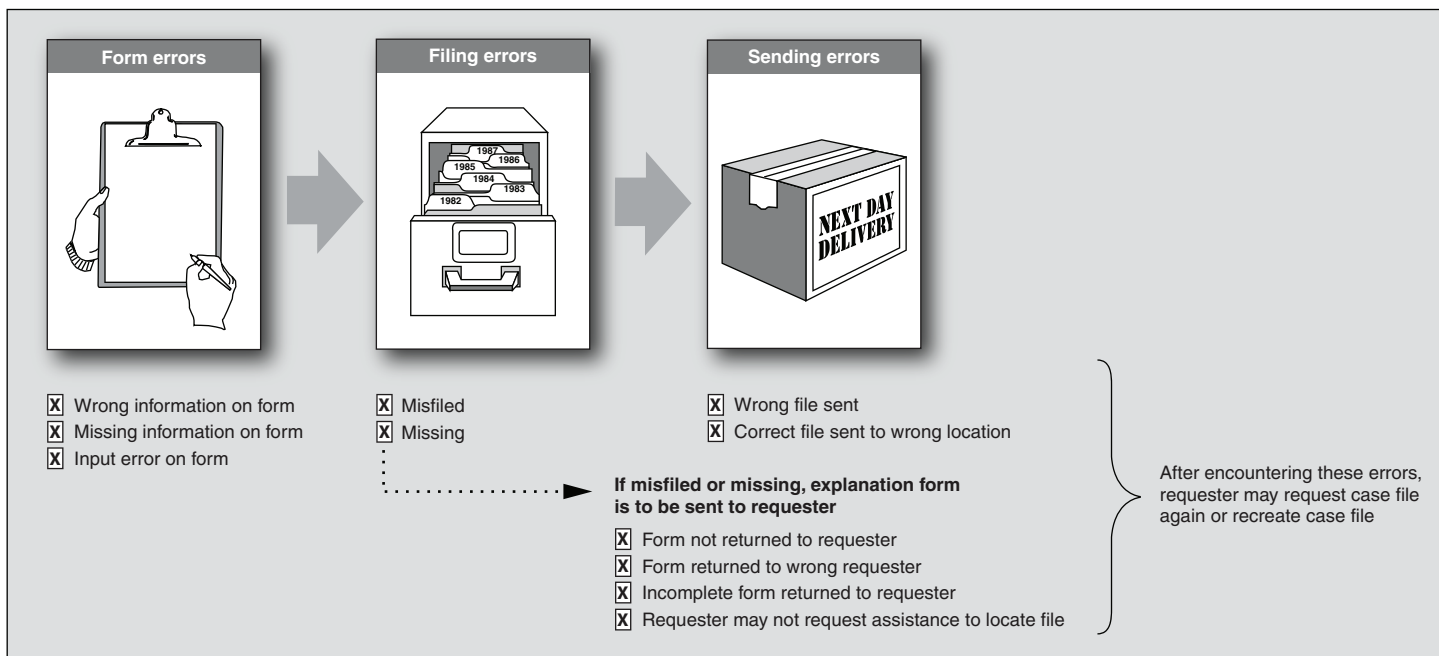 Form errors
Filing errors
Sending errors
1987
1986
1985
1984
1983
1982
NEXT DAY
DELIVERY
X Wrong information on form
X Missing information on form
X Input error on form
X Misfiled
X Missing
X Wrong file sent
X Correct file sent to wrong location
If misfiled or missing, explanation form
is to be sent to requester
X Form not returned to requester
X Form returned to wrong requester
X Incomplete form returned to requester
X Requester may not request assistance to locate file
After encountering these errors,
requester may request case file
again or recreate case file